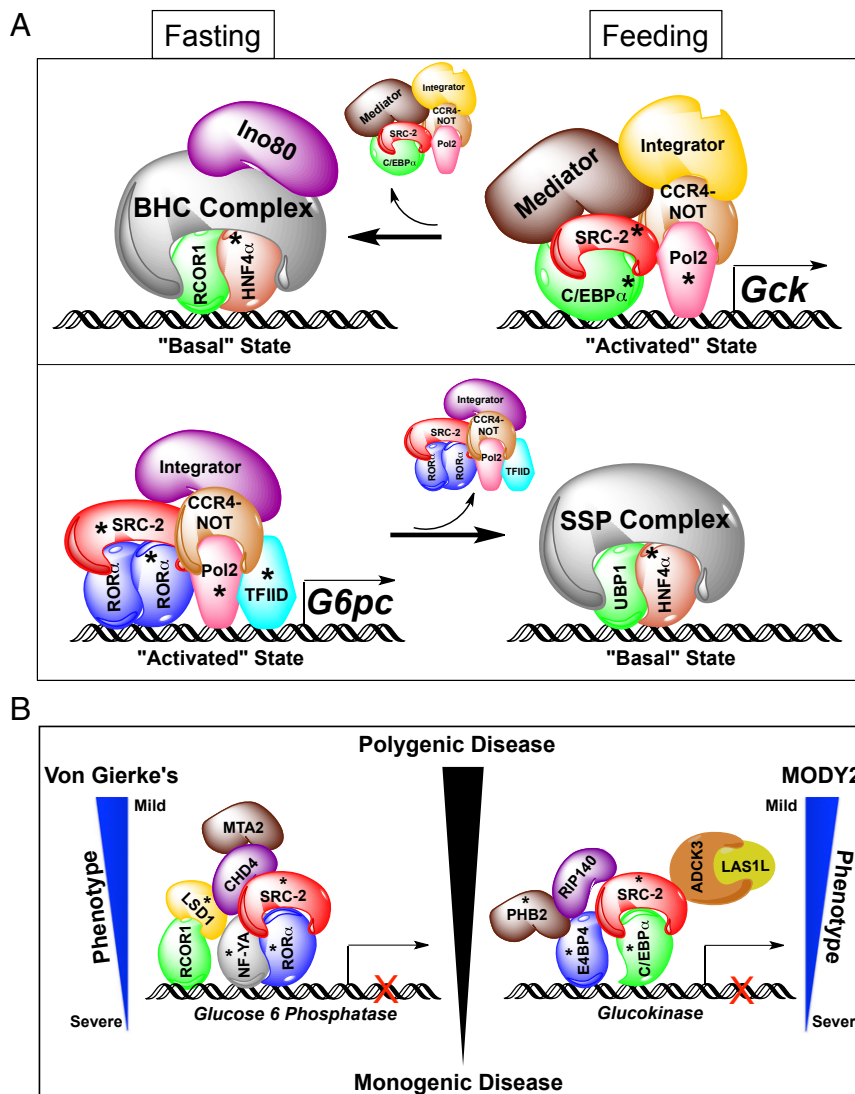 A
Fasting
Feeding
Ino80
BHC Complex
RCOR1
*
HNF4α
"Basal" State
Mediator
Integrator
CCR4-
NOT
SRC-2
Pol2
C/EBPα
Mediator
Integrator
CCR4-
NOT
SRC-2*
Pol2
*
C/EBPα*
Gck
"Activated" State
Integrator
CCR4-
NOT
*SRC-2
RORα
*
RORα
Pol2
*
*
TFIID
G6pc
"Activated" State
Integrator
CCR4-
NOT
SRC-2
RORα
RORα
Pol2
TFIID
SSP Complex
UBP1
*
HNF4α
"Basal" State
B
Polygenic Disease
Von Gierke's
Mild
Phenotype
Severe
MTA2
CHD4
LSD1*
*
SRC-2
RCOR1
*
NF-YA
*
RORα
X
Glucose 6 Phosphatase
MODY2
Mild
Phenotype
Severe
RIP140
*
PHB2
*
SRC-2
ADCK3
LAS1L
*
E4BP4
*
C/EBPα
X
Glucokinase
Monogenic Disease